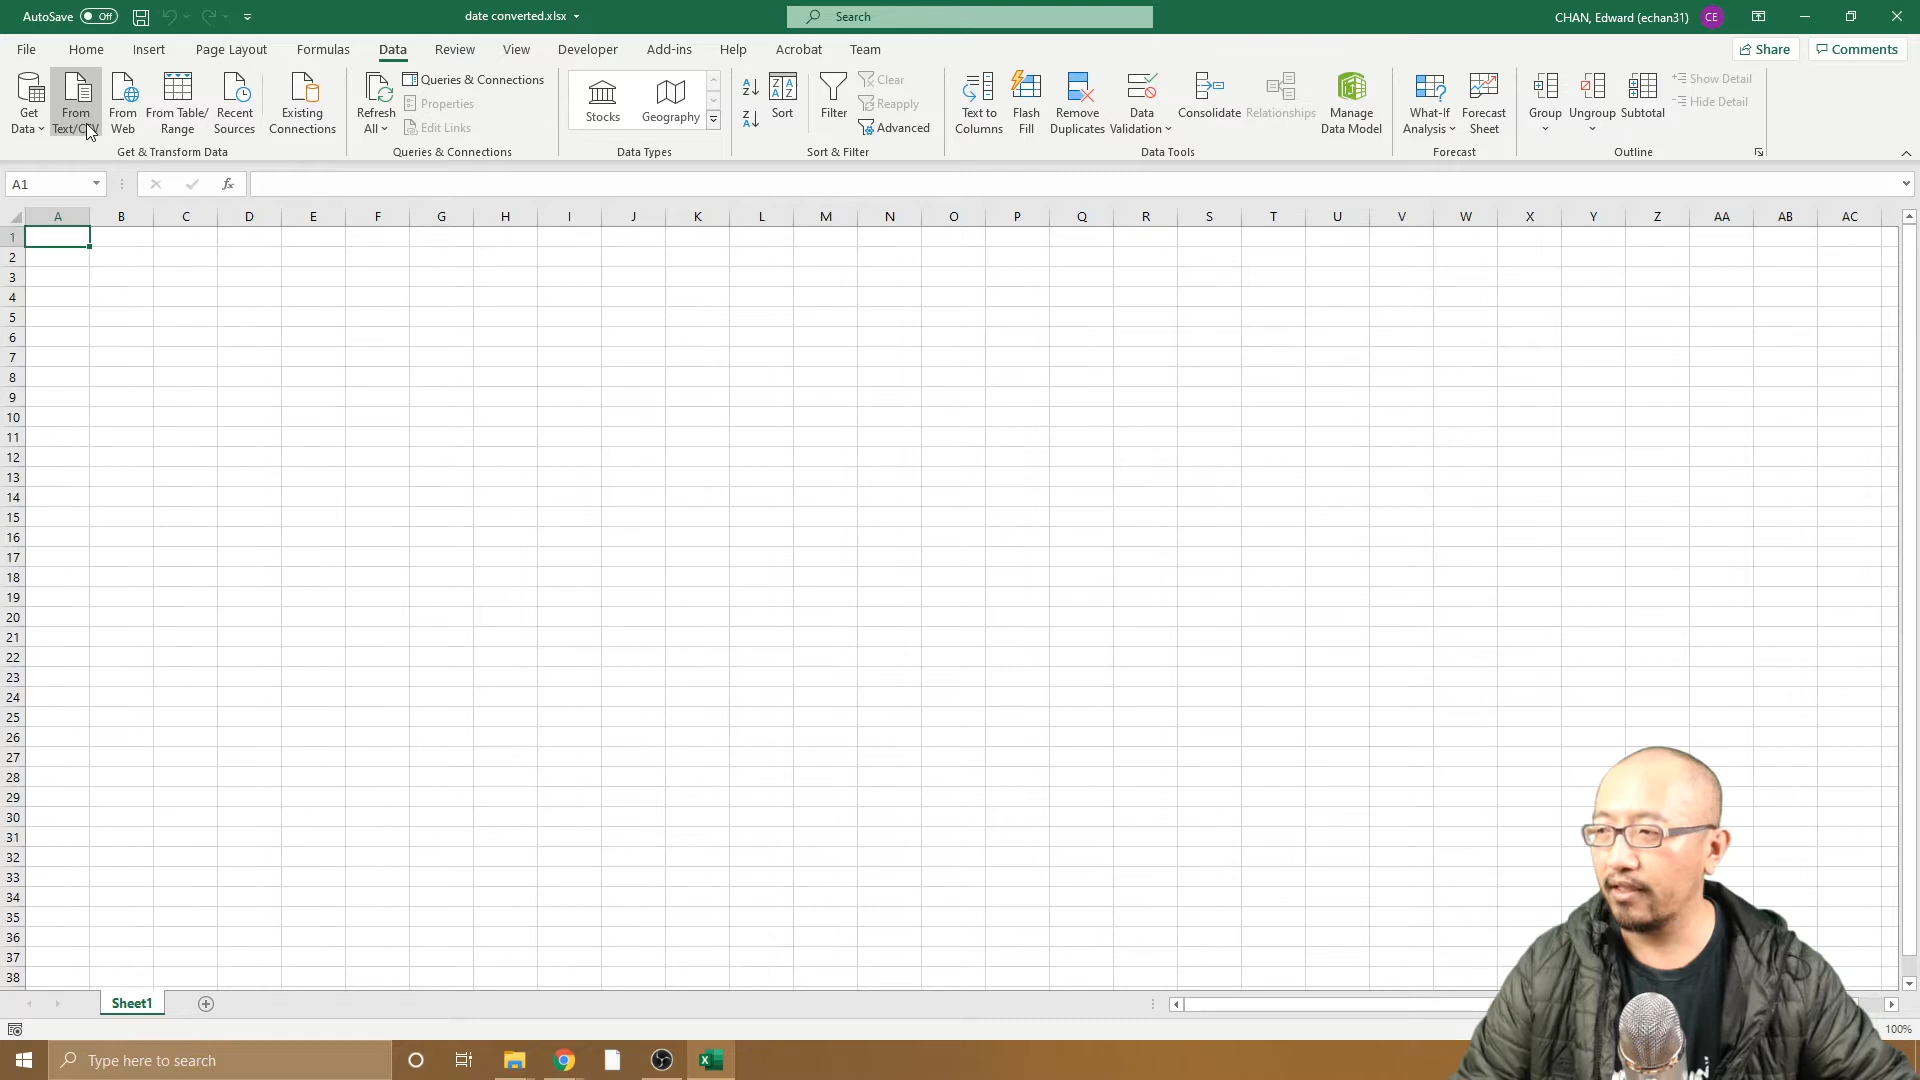 AutoSave Off
date converted.xlsx
Search
CHAN, Edward (echan31) CE
File Home Insert Page Layout Formulas Data Review View Developer Add-ins Help Acrobat Team
Share Comments
Get Data
From Text/CSV
From Web
From Table/ Range
Recent Sources
Existing Connections
Get & Transform Data
Refresh All
Queries & Connections
Properties
Edit Links
Queries & Connections
Stocks
Geography
Data Types
Sort
Filter
Clear
Reapply
Advanced
Sort & Filter
Text to Columns
Flash Fill
Remove Duplicates
Data Validation
Consolidate
Relationships
Manage Data Model
Data Tools
What-If Analysis
Forecast Sheet
Forecast
Group
Ungroup
Subtotal
Show Detail
Hide Detail
Outline
A1
fx
A B C D E F G H I J K L M N O P Q R S T U V W X Y Z AA AB AC
1
2
3
4
5
6
7
8
9
10
11
12
13
14
15
16
17
18
19
20
21
22
23
24
25
26
27
28
29
30
31
32
33
34
35
36
37
38
Sheet1
100%
Type here to search